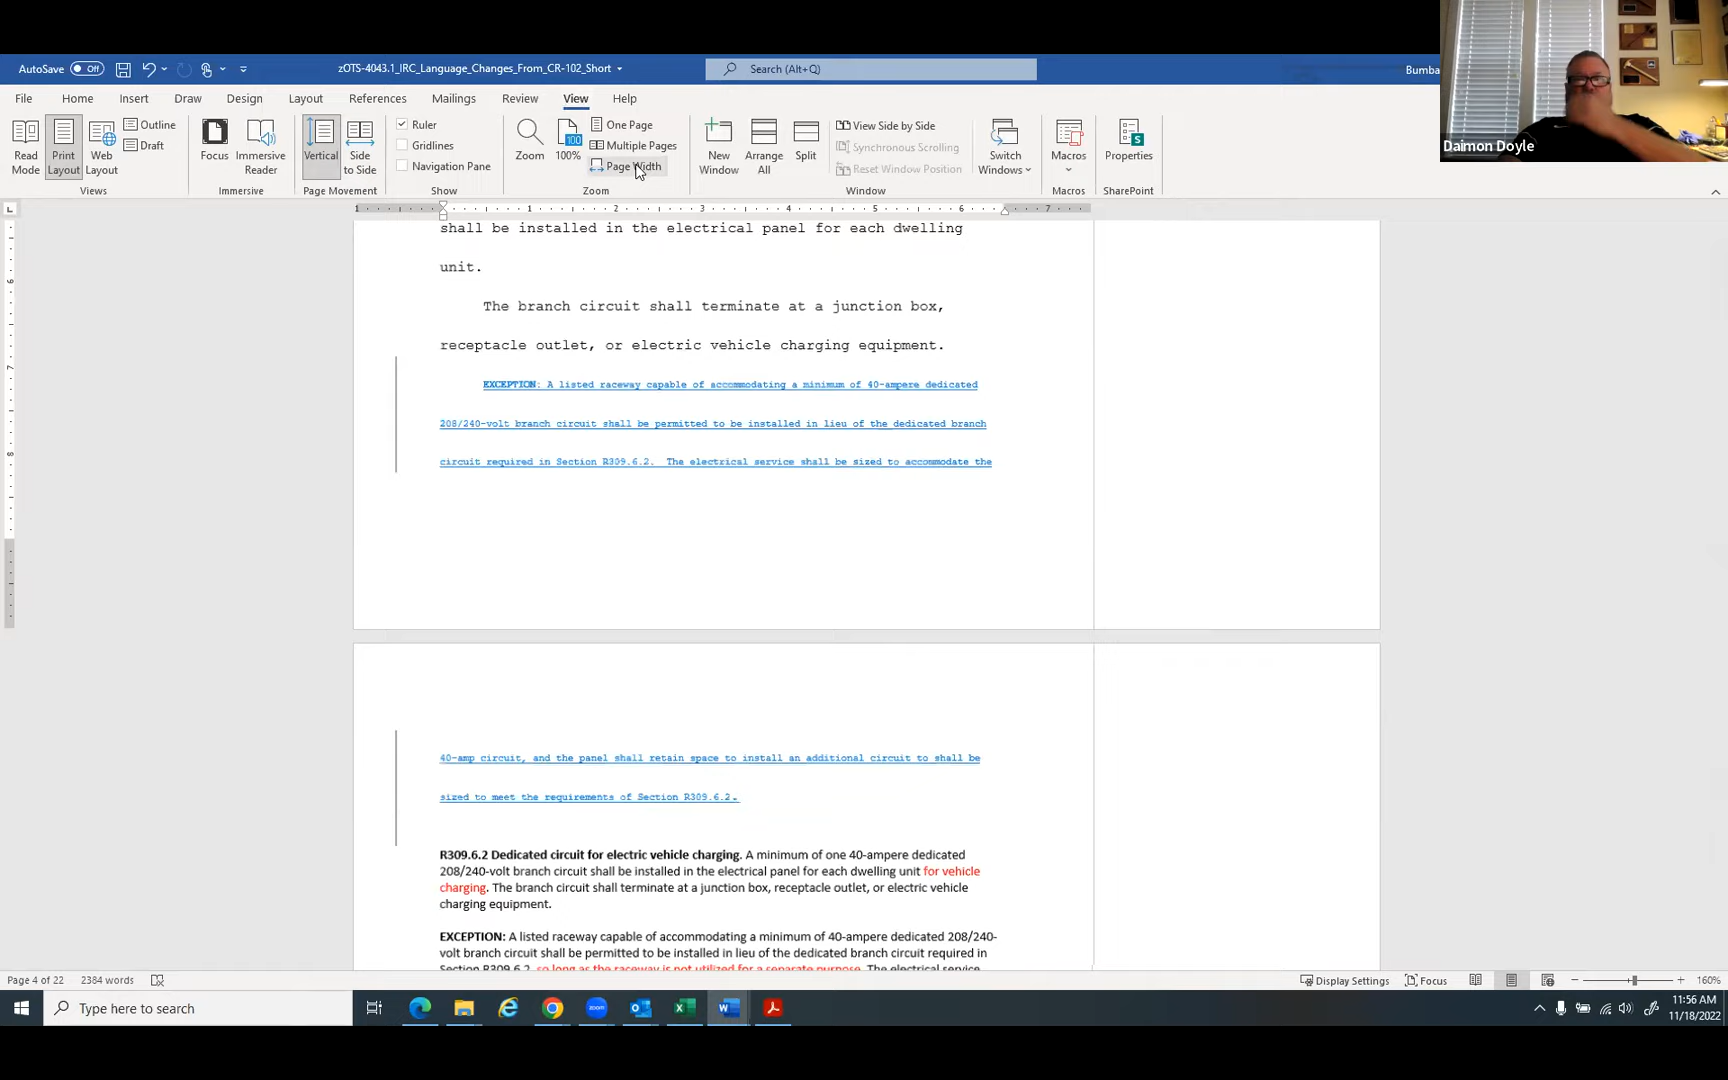 AutoSave Off zOTS-4043.1_IRC_Language_Changes_From_CR-102_Short Search (Alt+Q) Bumba
File Home Insert Draw Design Layout References Mailings Review View Help
Read Mode Print Layout Web Layout Outline Draft
Views
Focus Immersive Reader
Immersive
Vertical Side to Side
Page Movement
Ruler
Gridlines
Navigation Pane
Show
Zoom 100 100% One Page
Multiple Pages
Page Width
Zoom
New Window Arrange All Split View Side by Side
Synchronous Scrolling
Reset Window Position
Switch Windows
Window
Macros
Macros
Properties
SharePoint
Daimon Doyle
1 1 2 3 4 5 6 7
shall be installed in the electrical panel for each dwelling
unit.
The branch circuit shall terminate at a junction box,
receptacle outlet, or electric vehicle charging equipment.
EXCEPTION: A listed raceway capable of accommodating a minimum of 40-ampere dedicated
208/240-volt branch circuit shall be permitted to be installed in lieu of the dedicated branch
circuit required in Section R309.6.2. The electrical service shall be sized to accommodate the
40-amp circuit, and the panel shall retain space to install an additional circuit to shall be
sized to meet the requirements of Section R309.6.2.
R309.6.2 Dedicated circuit for electric vehicle charging. A minimum of one 40-ampere dedicated
208/240-volt branch circuit shall be installed in the electrical panel for each dwelling unit for vehicle
charging. The branch circuit shall terminate at a junction box, receptacle outlet, or electric vehicle
charging equipment.
EXCEPTION: A listed raceway capable of accommodating a minimum of 40-ampere dedicated 208/240-
volt branch circuit shall be permitted to be installed in lieu of the dedicated branch circuit required in
Section R309.6.2, so long as the raceway is not utilized for a separate purpose. The electrical service
Page 4 of 22 2384 words Display Settings Focus 160%
Type here to search zoom 11:56 AM
11/18/2022